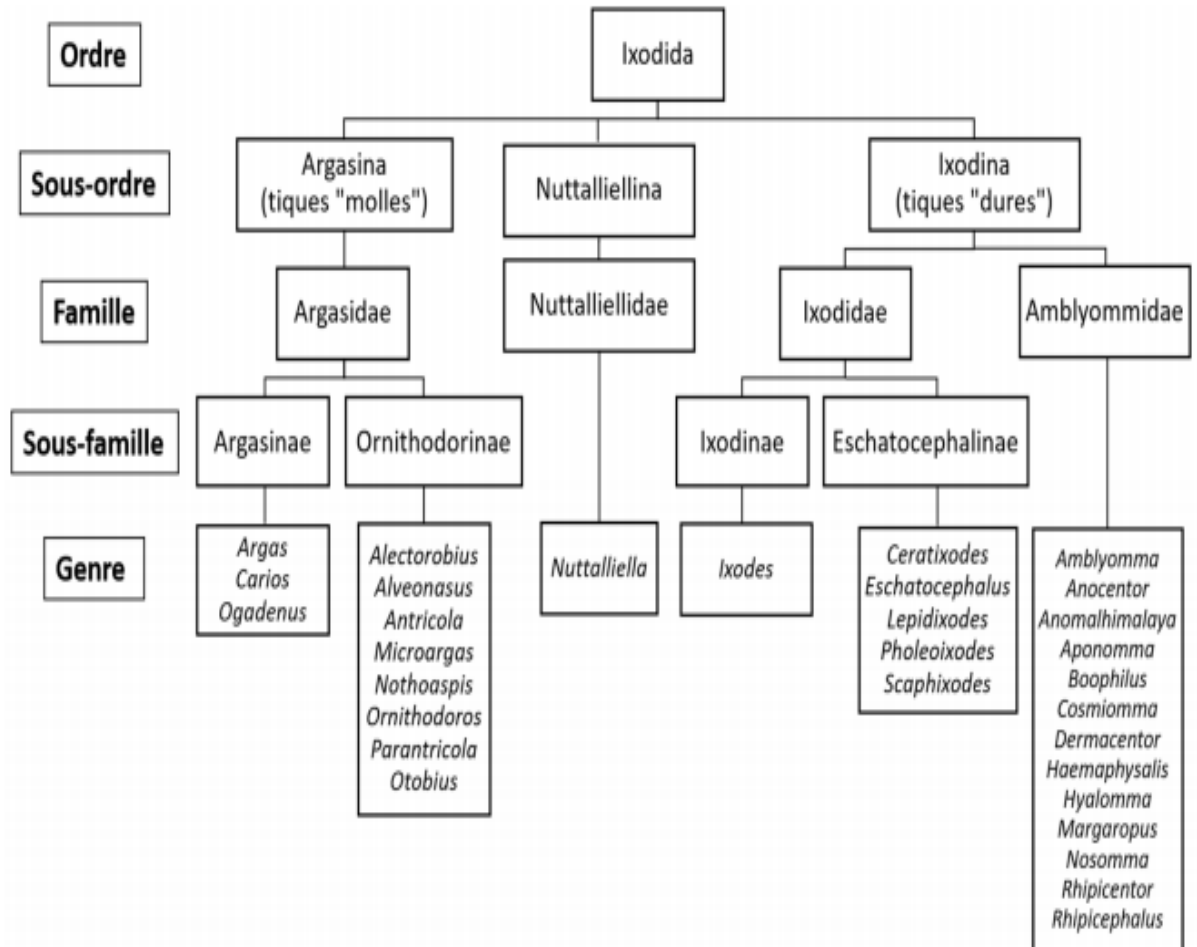 Ordre
Ixodida
Sous-ordre
Argasina
(tiques "molles")
Nuttalliellina
Ixodina
(tiques "dures")
Famille
Argasidae
Nuttalliellidae
Ixodidae
Amblyommidae
Sous-famille
Argasinae
Ornithodorinae
Ixodinae
Eschatocephalinae
Genre
Argas
Carios
Ogadenus
Alectorobius
Alveonasus
Antricola
Microargas
Nothoaspis
Ornithodoros
Parantricola
Otobius
Nuttalliella
Ixodes
Ceratixodes
Eschatocephalus
Lepidixodes
Pholeoixodes
Scaphixodes
Amblyomma
Anocentor
Anomalhimalaya
Aponomma
Boophilus
Cosmiomma
Dermacentor
Haemaphysalis
Hyalomma
Margaropus
Nosomma
Rhipicentor
Rhipicephalus